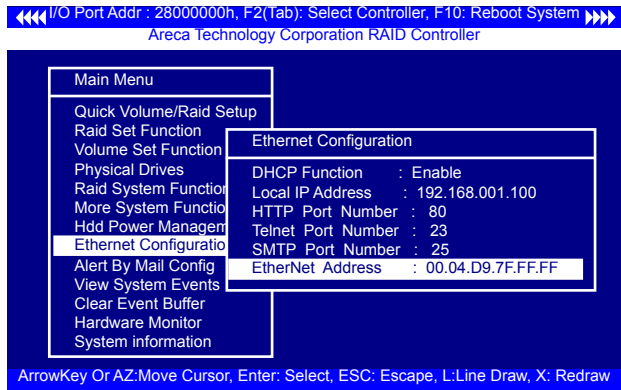 I/O Port Addr : 28000000h, F2(Tab): Select Controller, F10: Reboot System
Areca Technology Corporation RAID Controller
Main Menu
Quick Volume/Raid Setup
Raid Set Function
Volume Set Function
Physical Drives
Raid System Function
More System Functio
Hdd Power Managem
Ethernet Configuratio
Alert By Mail Config
View System Events
Clear Event Buffer
Hardware Monitor
System information
Ethernet Configuration
DHCP Function : Enable
Local IP Address : 192.168.001.100
HTTP Port Number : 80
Telnet Port Number : 23
SMTP Port Number : 25
EtherNet Address : 00.04.D9.7F.FF.FF
ArrowKey Or AZ:Move Cursor, Enter: Select, ESC: Escape, L:Line Draw, X: Redraw